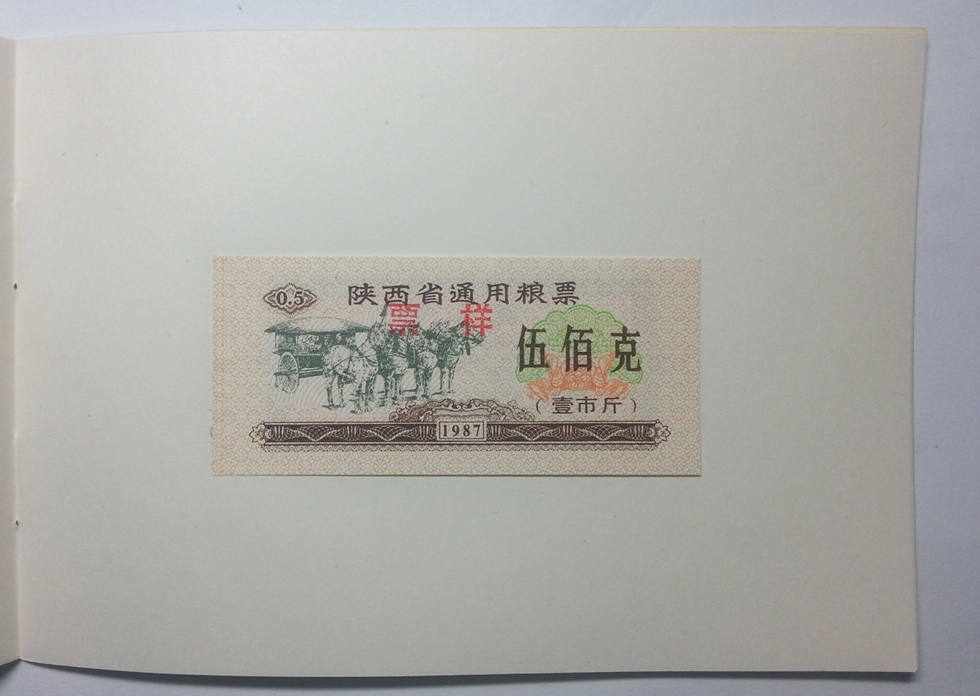 0.5
陕西省通用粮票
票 样
伍佰克
（壹市斤）
1987